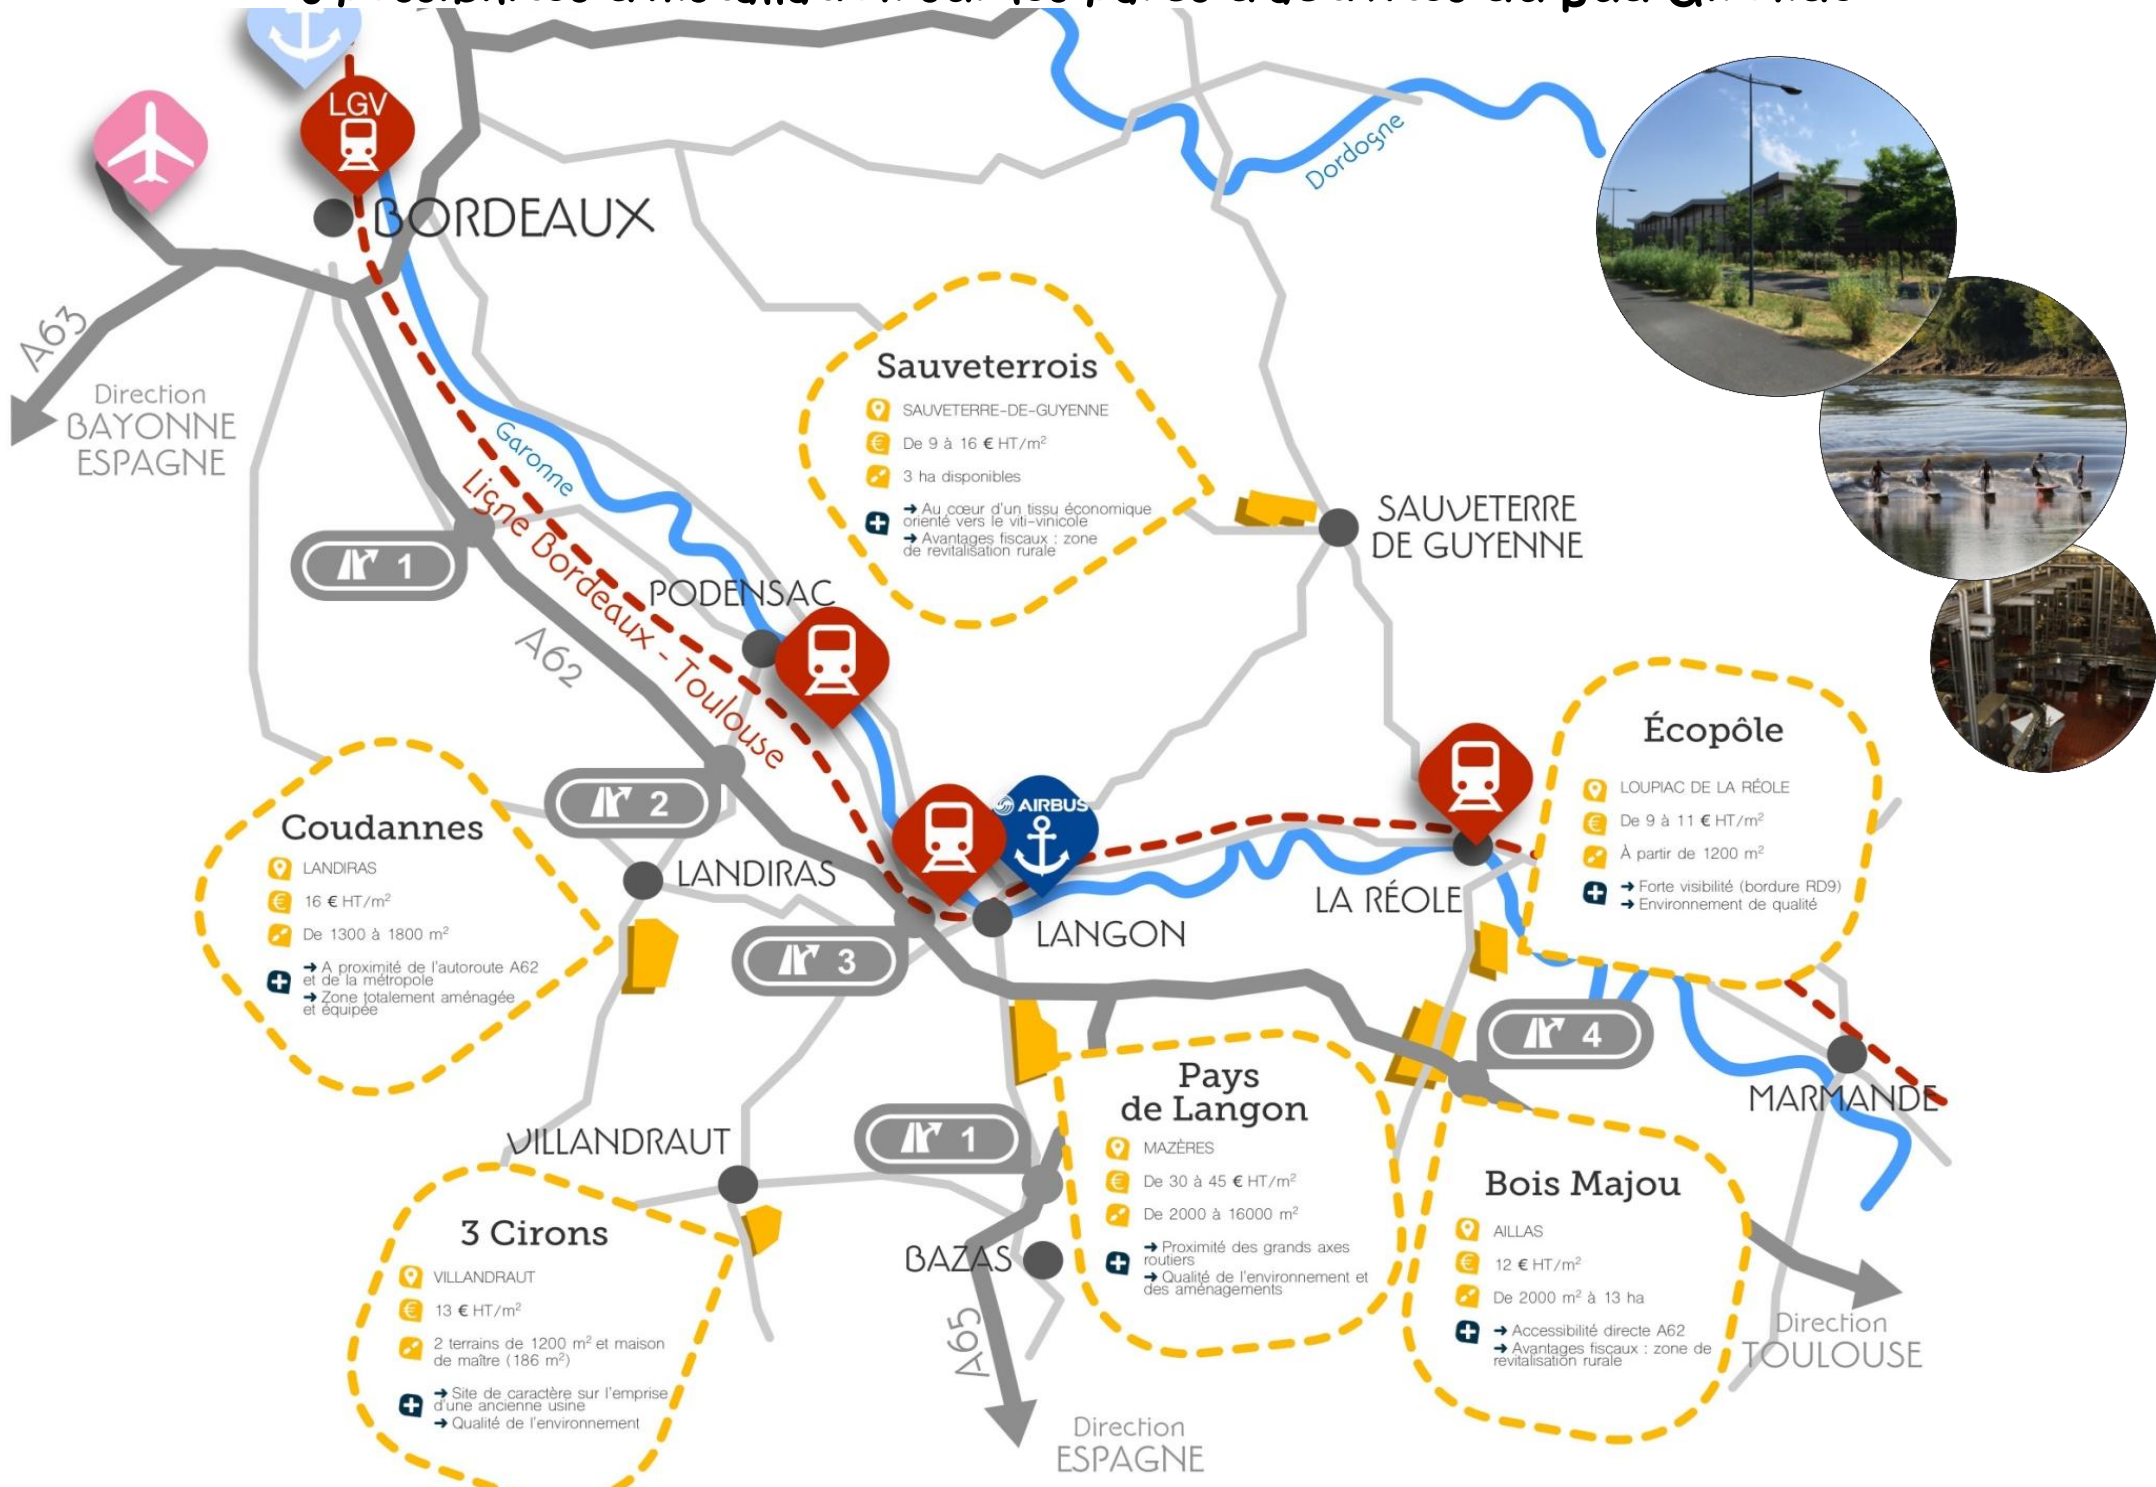 LGV
BORDEAUX
Dordogne
A63
Direction
BAYONNE
ESPAGNE
Garonne
Ligne Bordeaux - Toulouse
A62
1
PODENSAC
Sauveterrois
SAUVETERRE-DE-GUYENNE
De 9 à 16 € HT/m²
3 ha disponibles
➔ Au cœur d'un tissu économique
orienté vers le viti-vinicole
➔ Avantages fiscaux : zone
de revitalisation rurale
SAUVETERRE
DE GUYENNE
Écopôle
LOUPIAC DE LA RÉOLE
De 9 à 11 € HT/m²
À partir de 1200 m²
➔ Forte visibilité (bordure RD9)
➔ Environnement de qualité
Coudannes
LANDIRAS
16 € HT/m²
De 1300 à 1800 m²
➔ A proximité de l'autoroute A62
et de la métropole
➔ Zone totalement aménagée
et équipée
2
LANDIRAS
AIRBUS
3
LANGON
LA RÉOLE
4
MARMANDE
Pays
de Langon
MAZÈRES
De 30 à 45 € HT/m²
De 2000 à 16000 m²
➔ Proximité des grands axes
routiers
➔ Qualité de l'environnement et
des aménagements
VILLANDRAUT
1
BAZAS
A65
Direction
ESPAGNE
3 Cirons
VILLANDRAUT
13 € HT/m²
2 terrains de 1200 m² et maison
de maître (186 m²)
➔ Site de caractère sur l'emprise
d'une ancienne usine
➔ Qualité de l'environnement
Bois Majou
AILLAS
12 € HT/m²
De 2000 m² à 13 ha
➔ Accessibilité directe A62
➔ Avantages fiscaux : zone de
revitalisation rurale
Direction
TOULOUSE